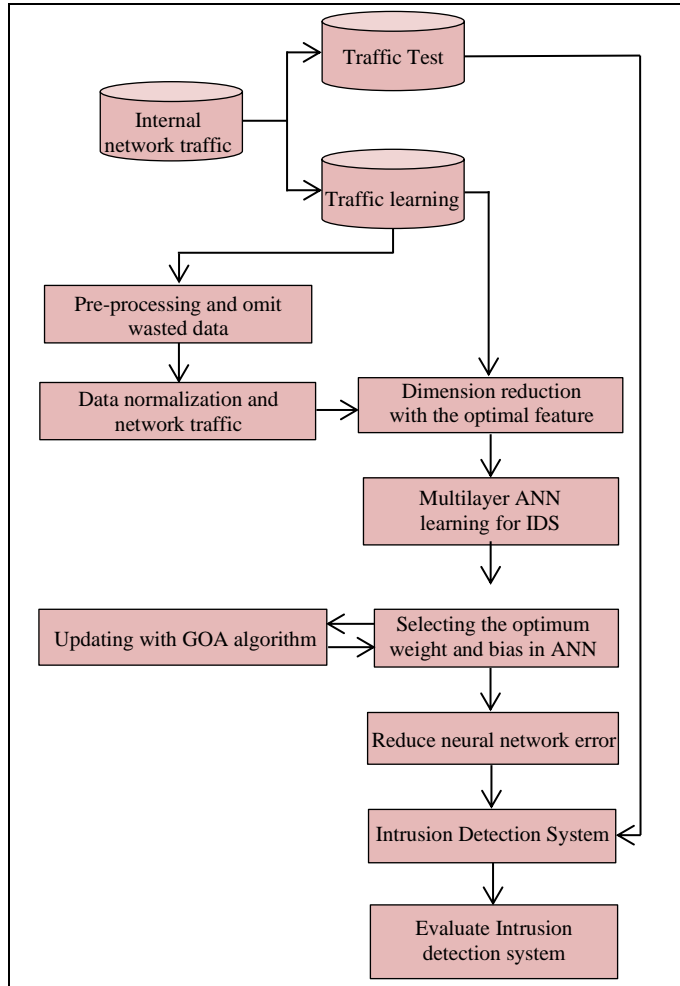 Traffic Test
Internal
network traffic
Traffic learning
Pre-processing and omit
wasted data
Data normalization and
network traffic
Dimension reduction
with the optimal feature
Multilayer ANN
learning for IDS
Updating with GOA algorithm
Selecting the optimum
weight and bias in ANN
Reduce neural network error
Intrusion Detection System
Evaluate Intrusion
detection system